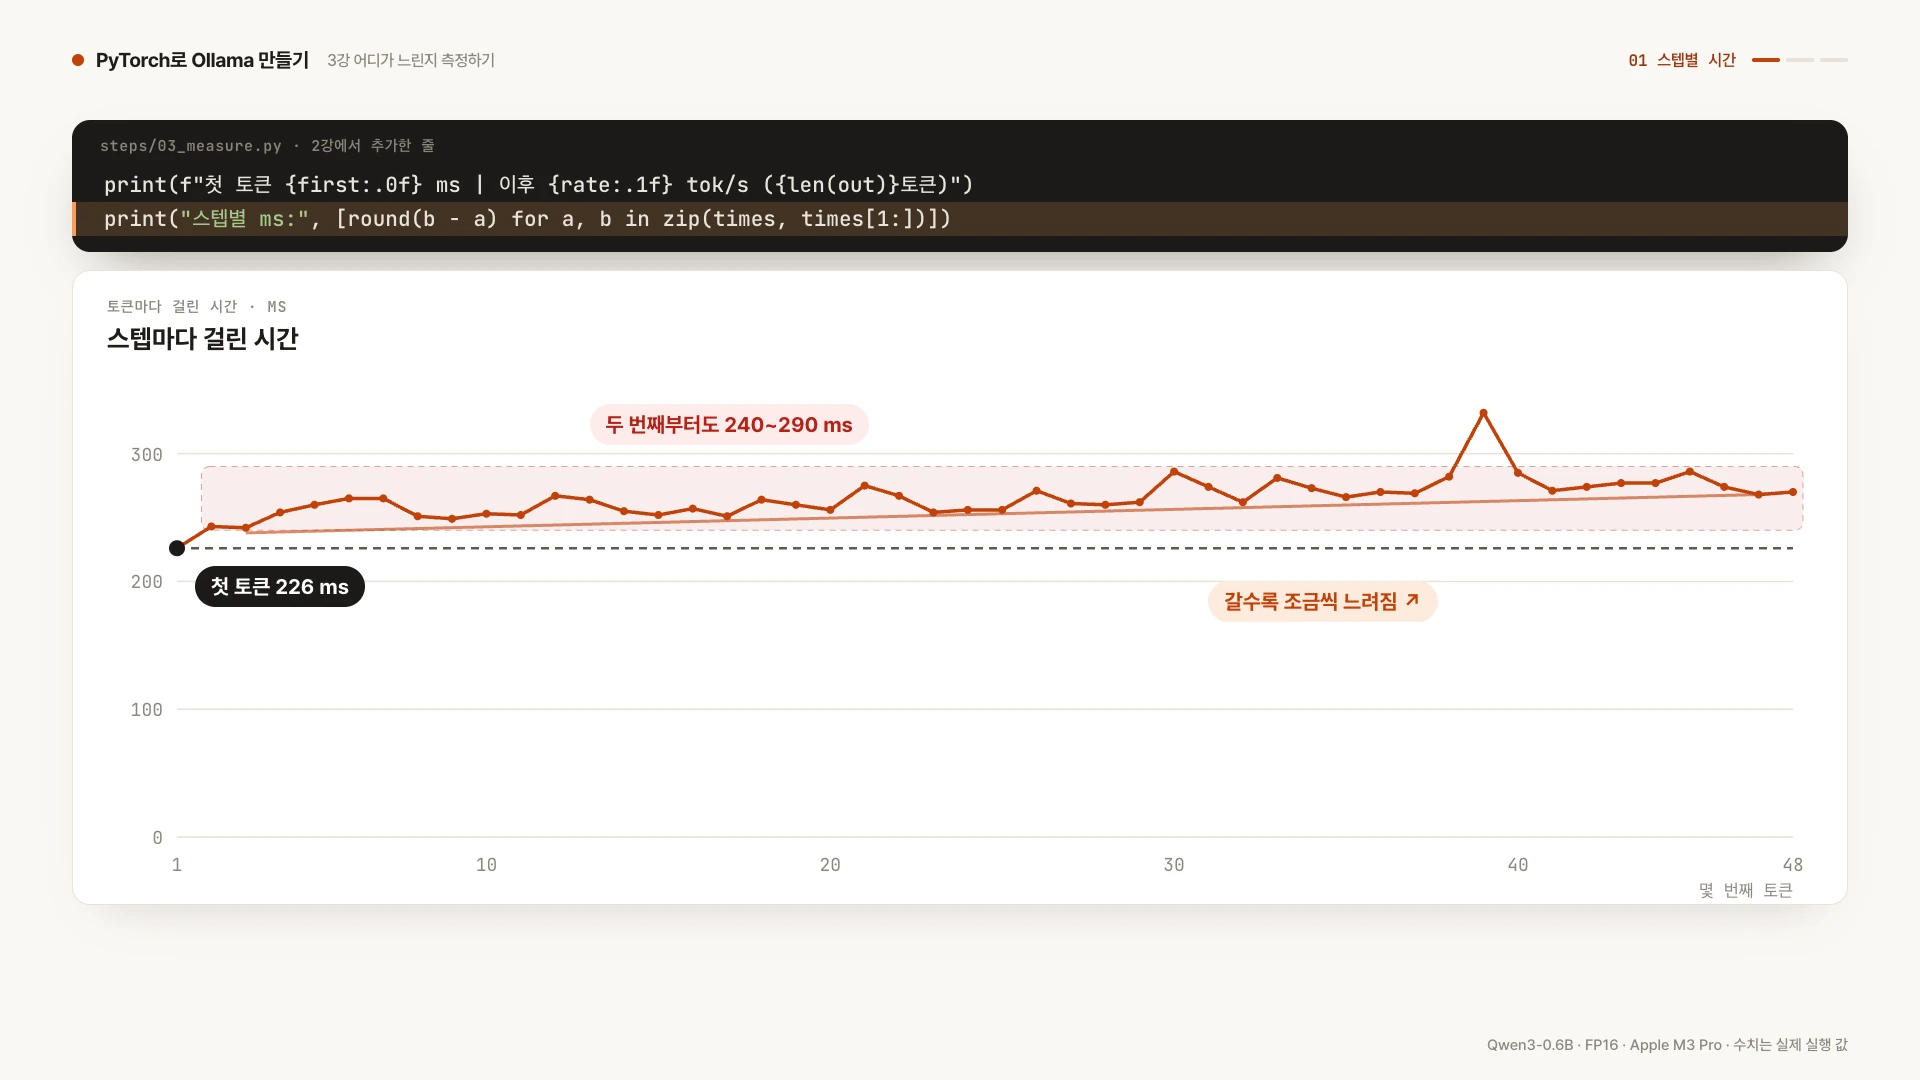 PyTorch로 Ollama 만들기 3강 어디가 느린지 측정하기
01 스텝별 시간
steps/03_measure.py · 2강에서 추가한 줄
print(f"첫 토큰 {first:.0f} ms | 이후 {rate:.1f} tok/s ({len(out)}토큰)")
print("스텝별 ms:", [round(b - a) for a, b in zip(times, times[1:])])
토큰마다 걸린 시간 · MS
스텝마다 걸린 시간
두 번째부터도 240~290 ms
300
200
첫 토큰 226 ms
갈수록 조금씩 느려짐 ↗
100
0
1 10 20 30 40 48
몇 번째 토큰
Qwen3-0.6B · FP16 · Apple M3 Pro · 수치는 실제 실행 값